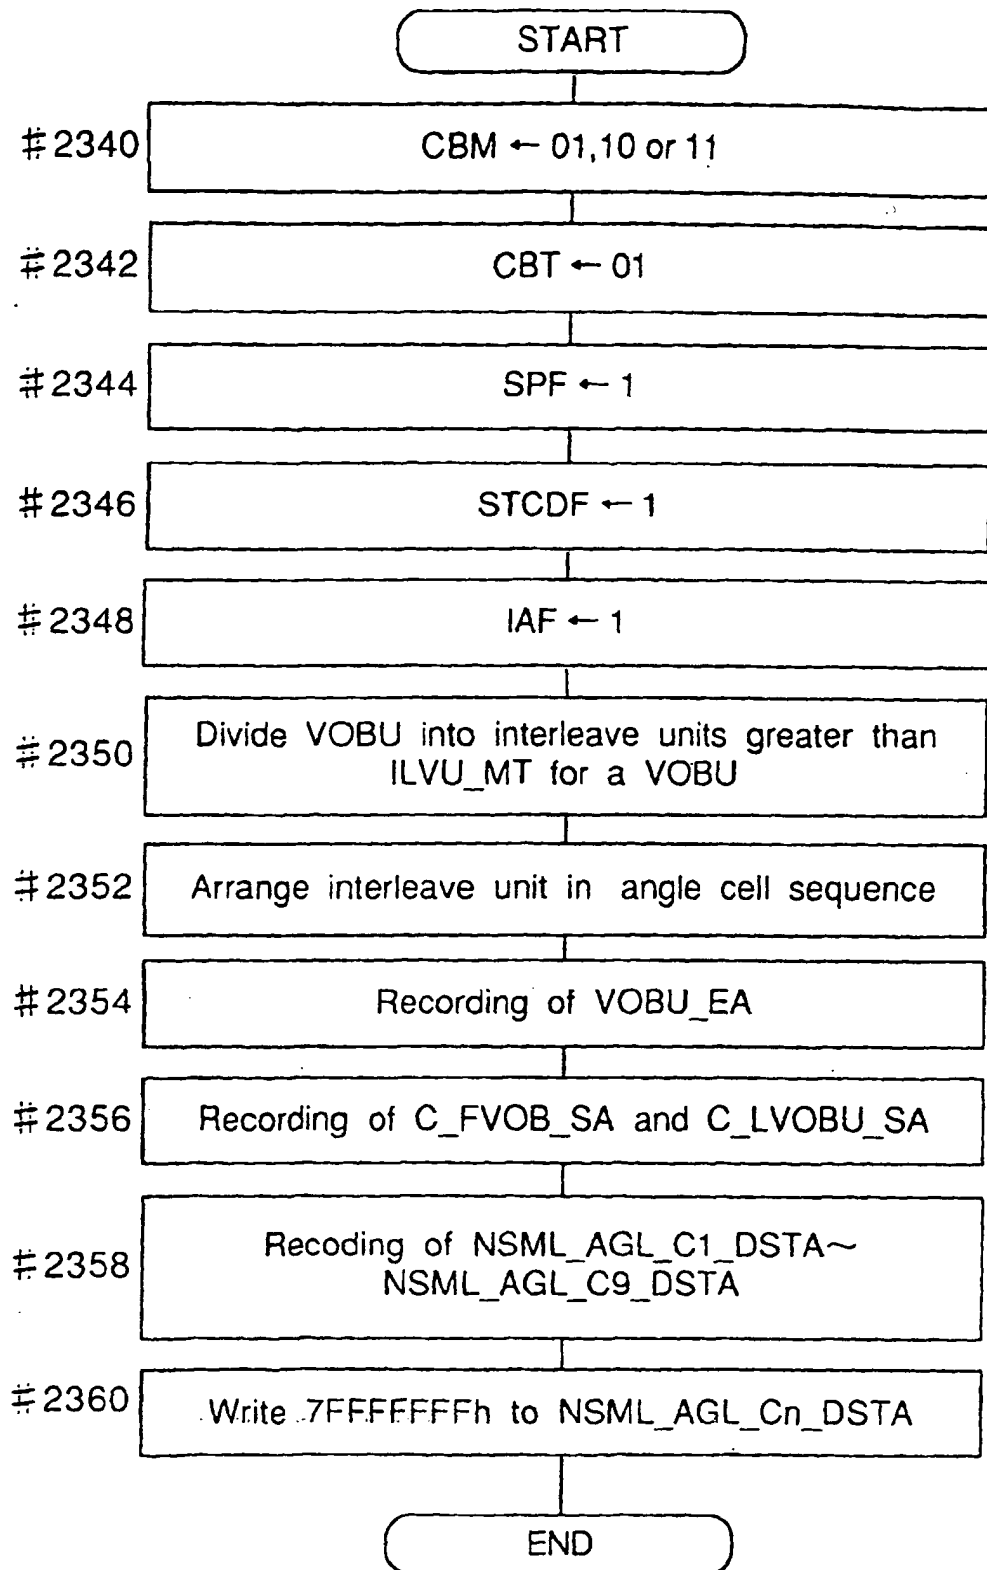 START
#2340 CBM ← 01,10 or 11
#2342 CBT ← 01
#2344 SPF ← 1
#2346 STCDF ← 1
#2348 IAF ← 1
#2350 Divide VOBU into interleave units greater than
ILVU_MT for a VOBU
#2352 Arrange interleave unit in angle cell sequence
#2354 Recording of VOBU_EA
#2356 Recording of C_FVOB_SA and C_LVOBU_SA
#2358 Recoding of NSML_AGL_C1_DSTA~
NSML_AGL_C9_DSTA
#2360 Write 7FFFFFFFh to NSML_AGL_Cn_DSTA
END